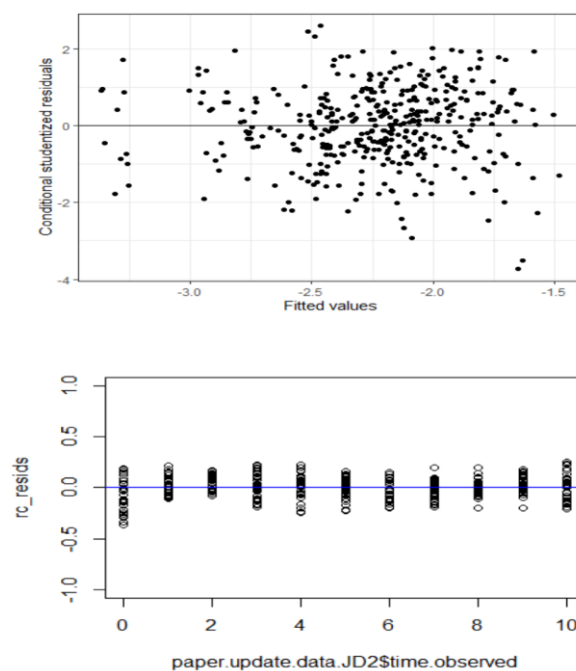 Conditional studentized residuals
2
0
-2
-4
-3.0 -2.5 -2.0 -1.5
Fitted values
rc_resids
1.0
0.5
0.0
-0.5
-1.0
0 2 4 6 8 10
paper.update.data.JD2$time.observed